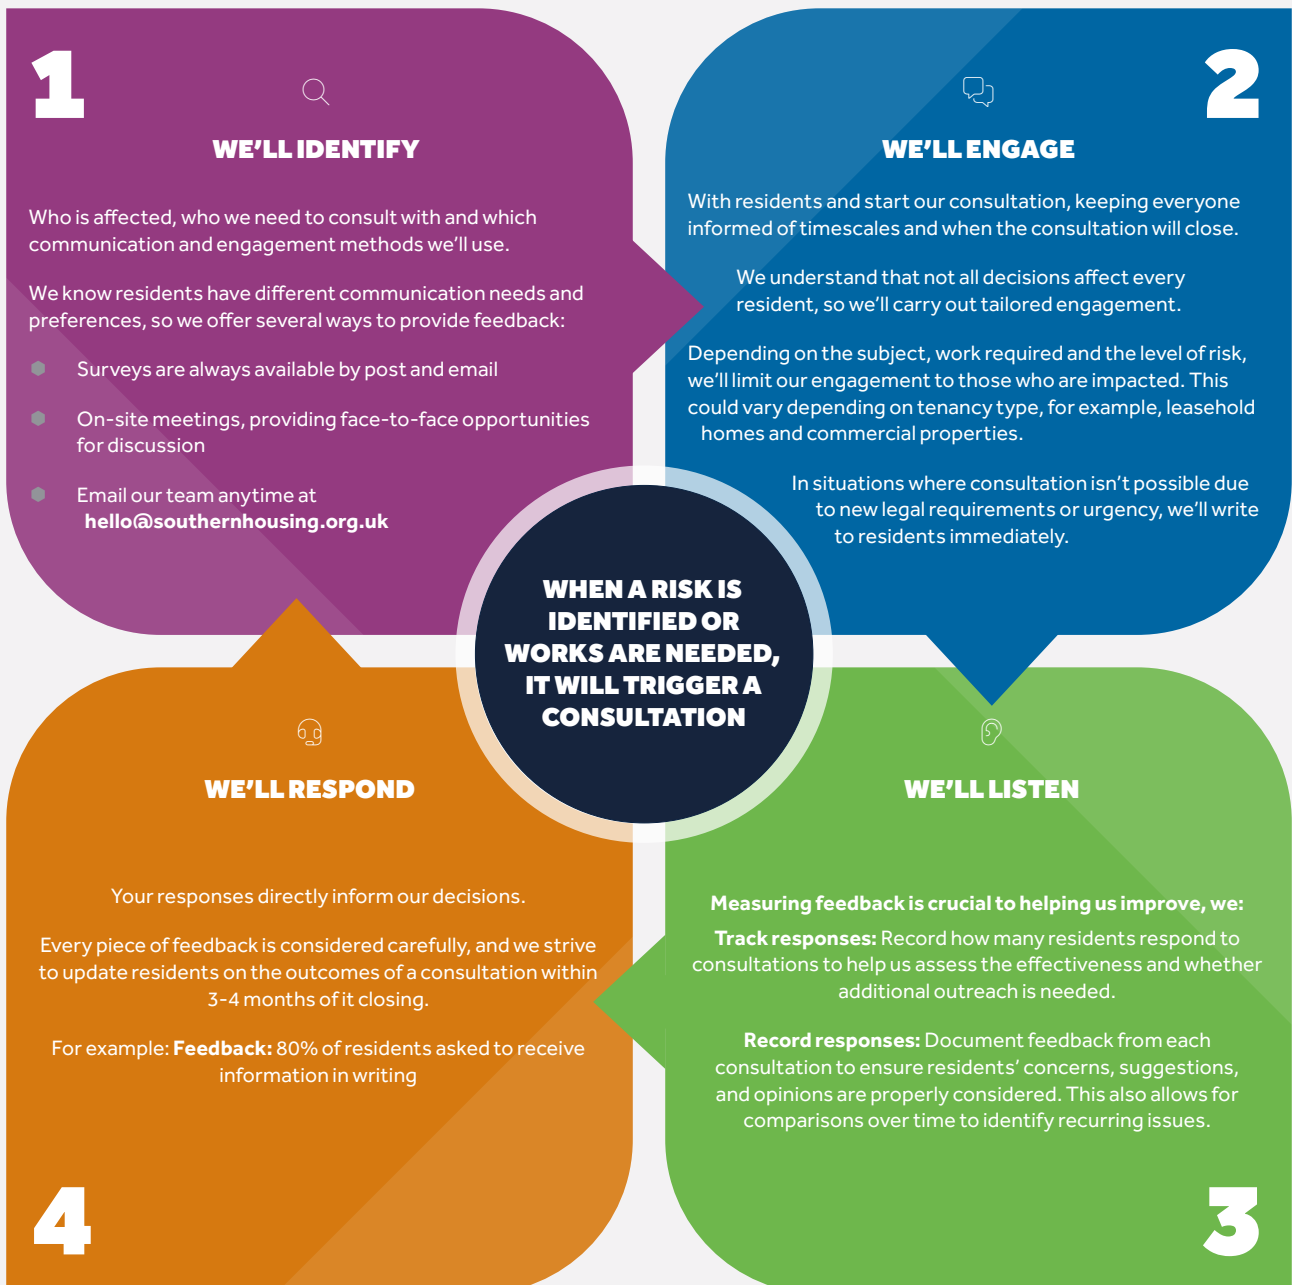 1
WE'LL IDENTIFY
Who is affected, who we need to consult with and which
communication and engagement methods we'll use.
We know residents have different communication needs and
preferences, so we offer several ways to provide feedback:
Surveys are always available by post and email
On-site meetings, providing face-to-face opportunities
for discussion
Email our team anytime at
hello@southernhousing.org.uk
2
WE'LL ENGAGE
With residents and start our consultation, keeping everyone
informed of timescales and when the consultation will close.
We understand that not all decisions affect every
resident, so we'll carry out tailored engagement.
Depending on the subject, work required and the level of risk,
we'll limit our engagement to those who are impacted. This
could vary depending on tenancy type, for example, leasehold
homes and commercial properties.
In situations where consultation isn't possible due
to new legal requirements or urgency, we'll write
to residents immediately.
WHEN A RISK IS
IDENTIFIED OR
WORKS ARE NEEDED,
IT WILL TRIGGER A
CONSULTATION
WE'LL LISTEN
Measuring feedback is crucial to helping us improve, we:
Track responses: Record how many residents respond to
consultations to help us assess the effectiveness and whether
additional outreach is needed.
Record responses: Document feedback from each
consultation to ensure residents' concerns, suggestions,
and opinions are properly considered. This also allows for
comparisons over time to identify recurring issues.
3
WE'LL RESPOND
Your responses directly inform our decisions.
Every piece of feedback is considered carefully, and we strive
to update residents on the outcomes of a consultation within
3-4 months of it closing.
For example: Feedback: 80% of residents asked to receive
information in writing
4